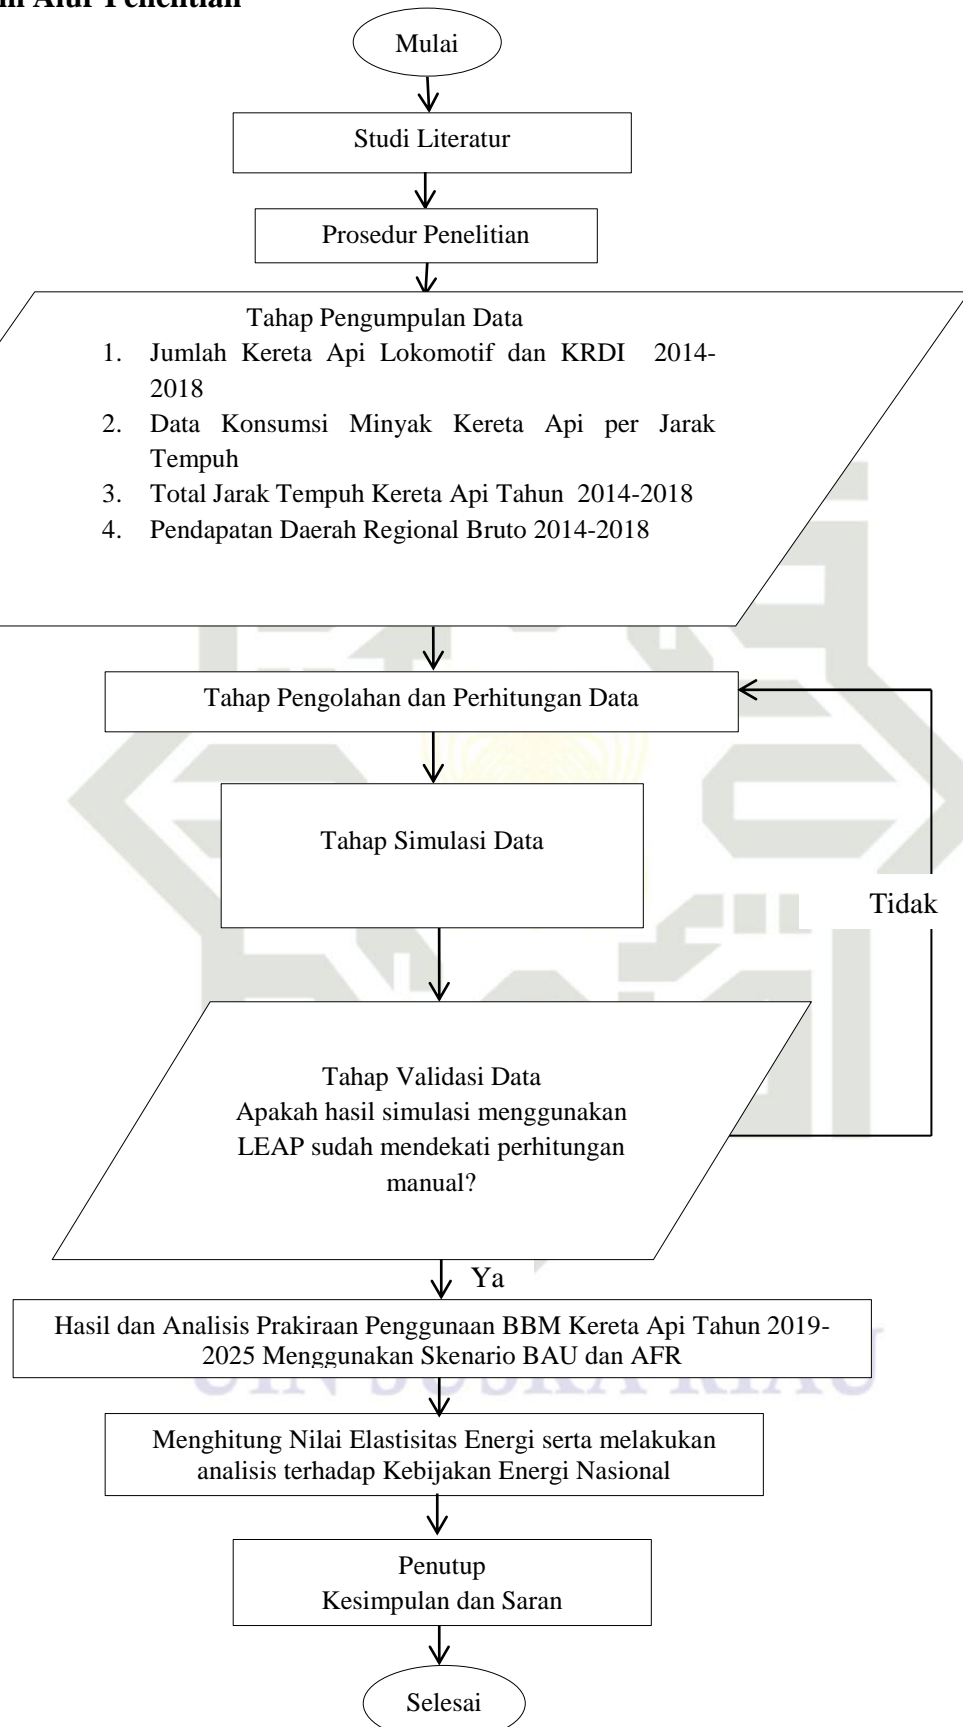 Alur Penelitian
Mulai
Studi Literatur
Prosedur Penelitian
Tahap Pengumpulan Data
1. Jumlah Kereta Api Lokomotif dan KRDI 2014-
2018
2. Data Konsumsi Minyak Kereta Api per Jarak
Tempuh
3. Total Jarak Tempuh Kereta Api Tahun 2014-2018
4. Pendapatan Daerah Regional Bruto 2014-2018
Tahap Pengolahan dan Perhitungan Data
Tahap Simulasi Data
Tidak
Tahap Validasi Data
Apakah hasil simulasi menggunakan
LEAP sudah mendekati perhitungan
manual?
Ya
Hasil dan Analisis Prakiraan Penggunaan BBM Kereta Api Tahun 2019-
2025 Menggunakan Skenario BAU dan AFR
UIN SUSKA RIAU
Menghitung Nilai Elastisitas Energi serta melakukan
analisis terhadap Kebijakan Energi Nasional
Penutup
Kesimpulan dan Saran
Selesai